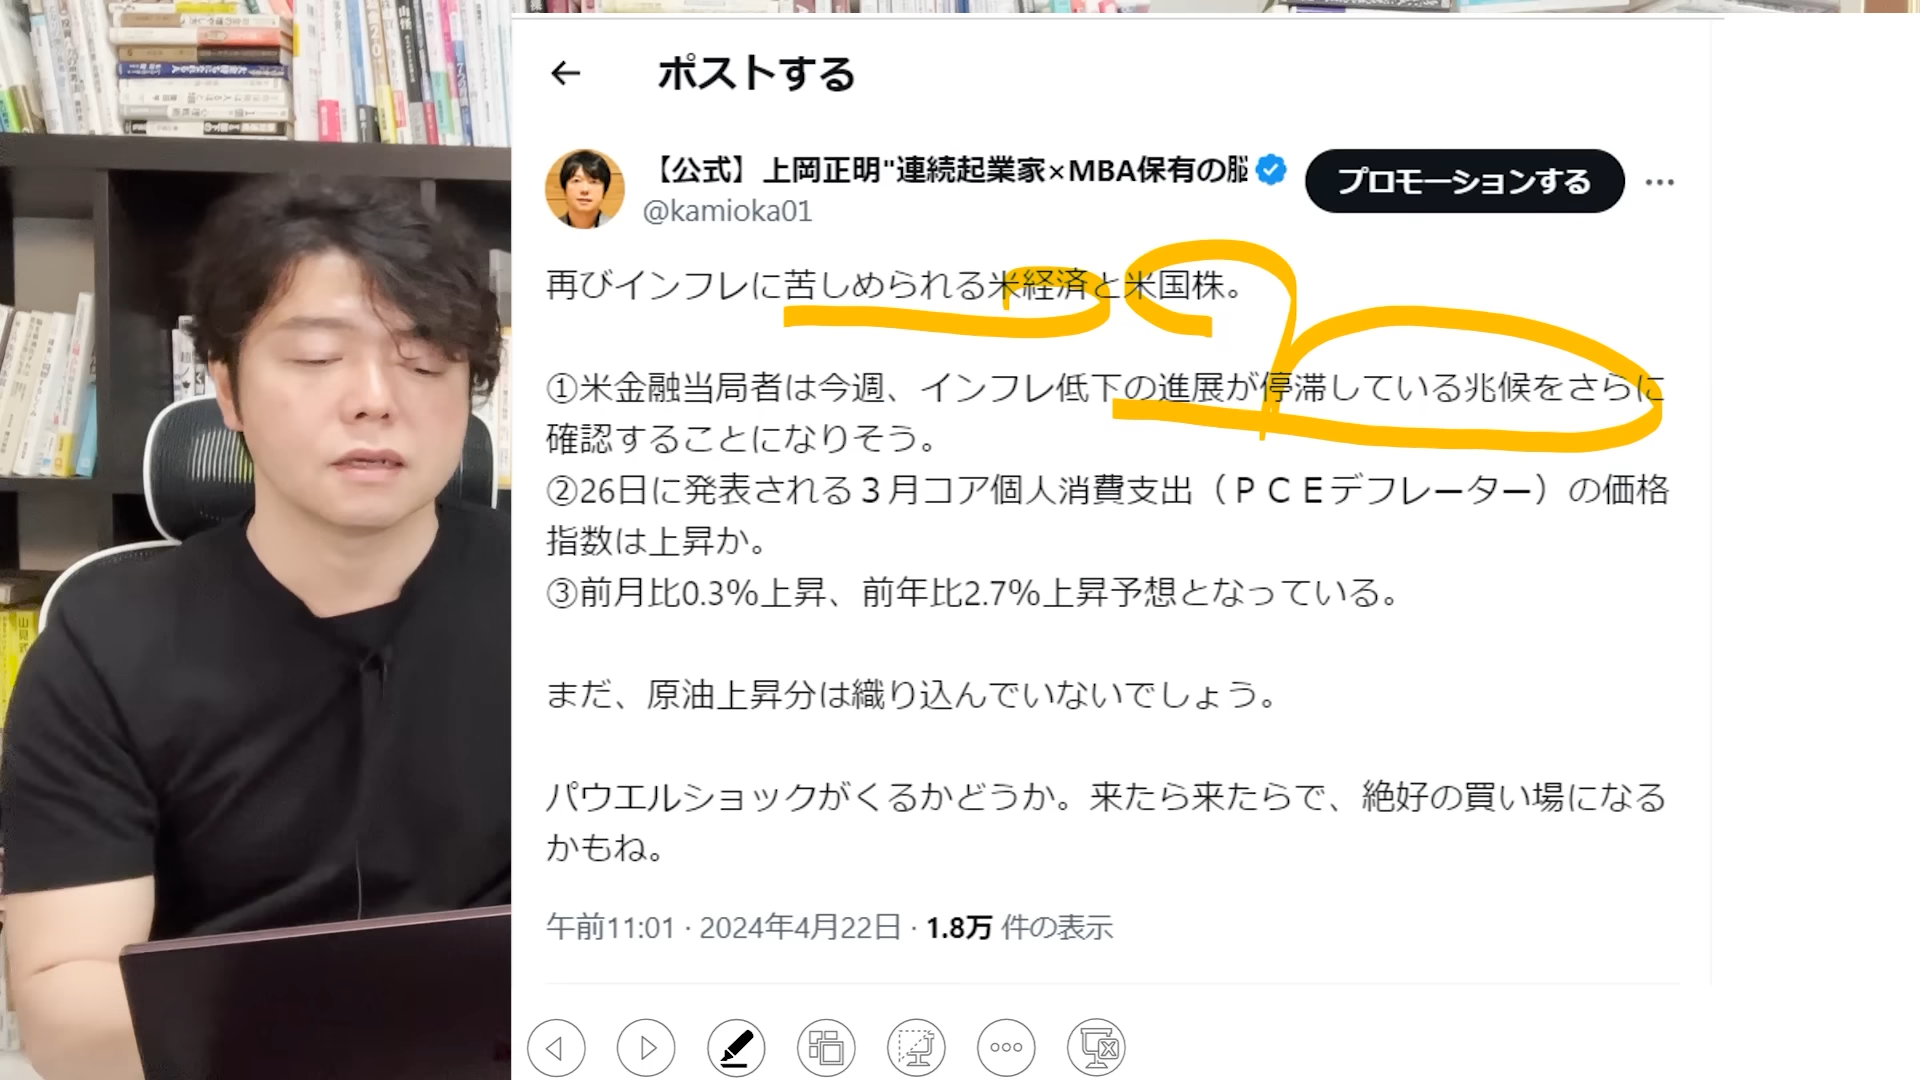 ポストする
【公式】上岡正明"連続起業家×MBA保有の脳
プロモーションする
@kamioka01
再びインフレに苦しめられる米経済と米国株。
①米金融当局者は今週、インフレ低下の進展が停滞している兆候をさらに
確認することになりそう。
②26日に発表される３月コア個人消費支出（ＰＣＥデフレーター）の価格
指数は上昇か。
③前月比0.3%上昇、前年比2.7%上昇予想となっている。
まだ、原油上昇分は織り込んでいないでしょう。
パウエルショックがくるかどうか。来たら来たらで、絶好の買い場になる
かもね。
午前11:01 · 2024年4月22日 · 1.8万 件の表示